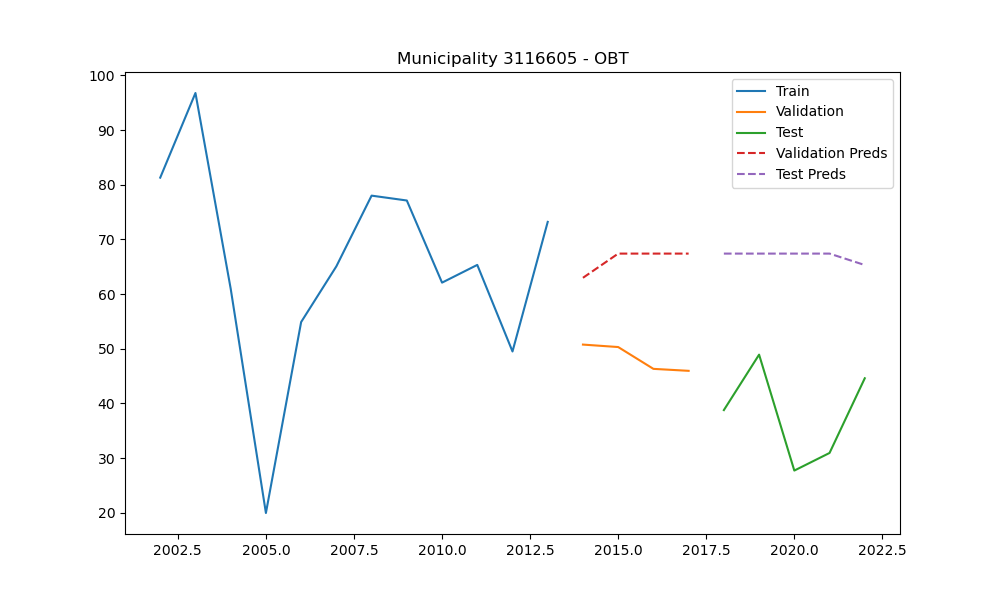 Municipality 3116605 - OBT
Train
Validation
Test
Validation Preds
Test Preds
100
90
80
70
60
50
40
30
20
2002.5 2005.0 2007.5 2010.0 2012.5 2015.0 2017.5 2020.0 2022.5